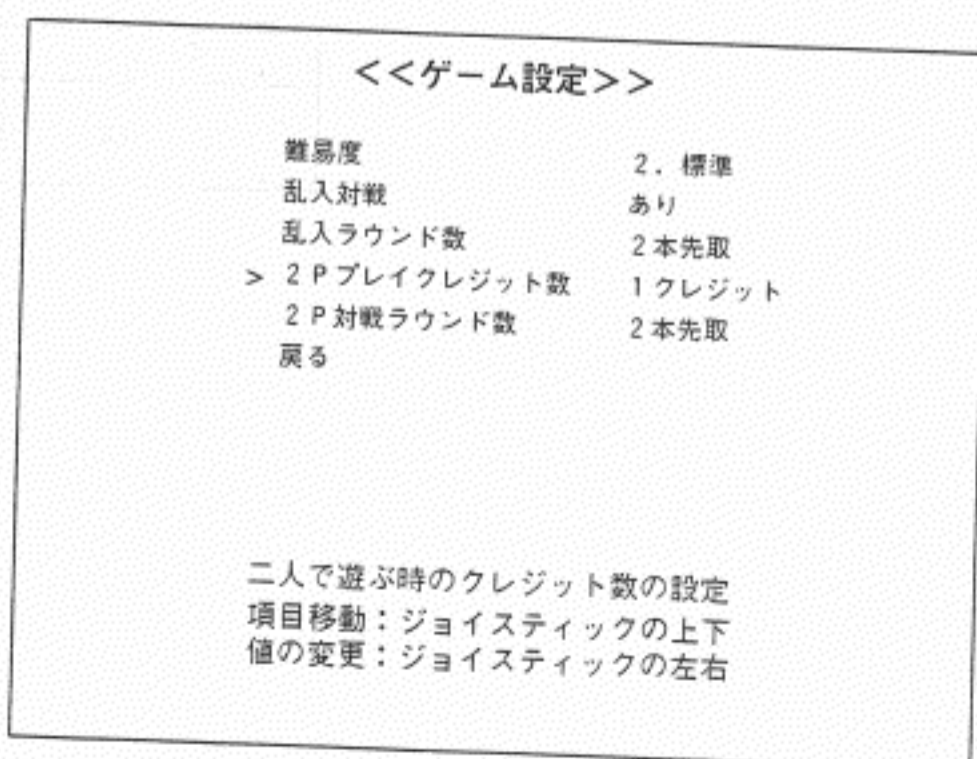 <<ゲーム設定>>
難易度 2. 標準
乱入対戦 あり
乱入ラウンド数 2本先取
> 2Pプレイクレジット数 1クレジット
2P対戦ラウンド数 2本先取
戻る
二人で遊ぶ時のクレジット数の設定
項目移動:ジョイスティックの上下
値の変更:ジョイスティックの左右